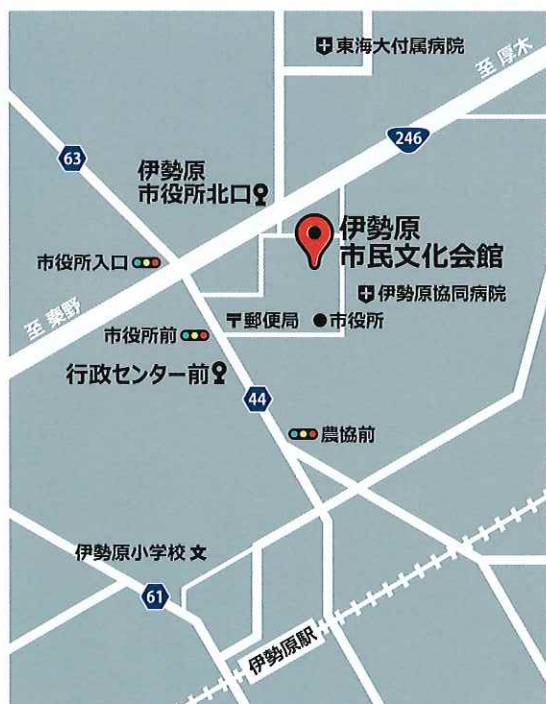 東海大付属病院
至 厚木
246
63
伊勢原
市役所北口
伊勢原
市民文化会館
市役所入口
伊勢原協同病院
至 秦野
〒郵便局
市役所
市役所前
行政センター前
44
農協前
伊勢原小学校 文
61
伊勢原駅